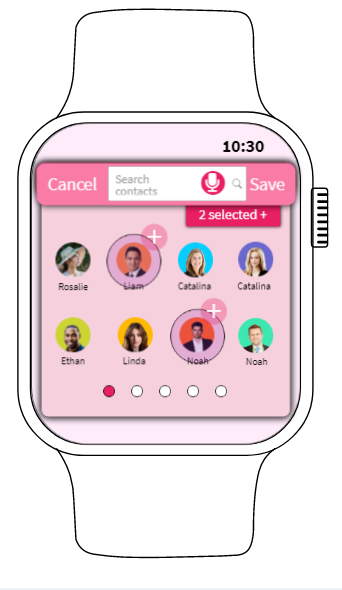 10:30
Cancel
Search
contacts
Save
2 selected +
Rosalie
Liam
Catalina
Catalina
Ethan
Linda
Noah
Noah